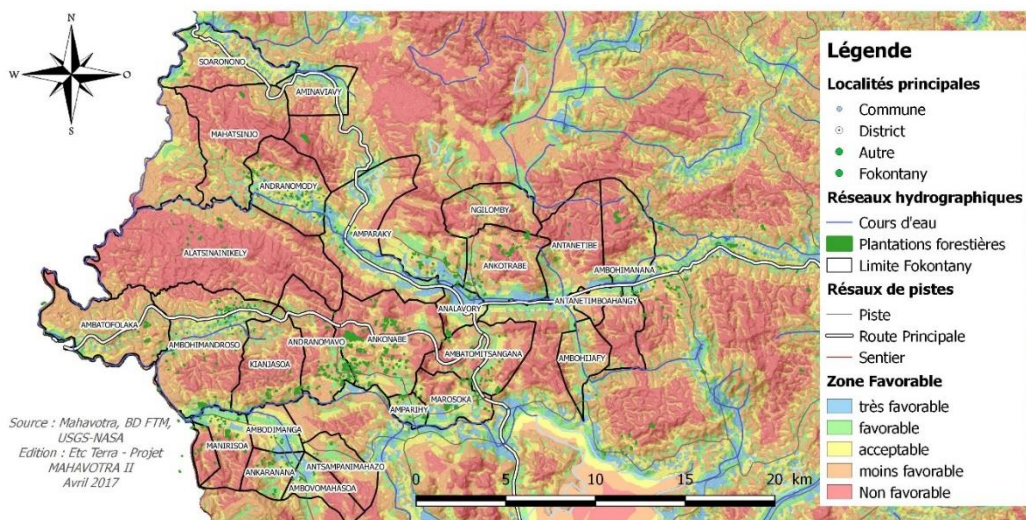 N
W
O
S
SOARONONO
AMINAVIAVY
MAHATSINJO
ANDRANOMODY
NGILOMBY
AMPARAKY
ANTANETIBE
ALATSINAINIKELY
ANKOTRABE
AMBOHIMANANA
ANALAVORY
ANTANETIMBOAHANGY
AMBATOFOLAKA
AMBOHIMANDROSO
ANDRANOMAVO
ANKONABE
AMBATOMITSANGANA
AMBOHIJAFY
KIANJASOA
MAROSOKA
AMPARIHY
AMBODIMANGA
MANIRISOA
ANTSAMPANIMAHAZO
ANKARANANA
AMBOVOMAHASOA
Source : Mahavotra, BD FTM,
USGS-NASA
Edition : Etc Terra - Projet
MAHAVOTRA II
Avril 2017
0 5 10 15 20 km
Légende
Localités principales
Commune
District
Autre
Fokontany
Réseaux hydrographiques
Cours d'eau
Plantations forestières
Limite Fokontany
Résaux de pistes
Piste
Route Principale
Sentier
Zone Favorable
très favorable
favorable
acceptable
moins favorable
Non favorable